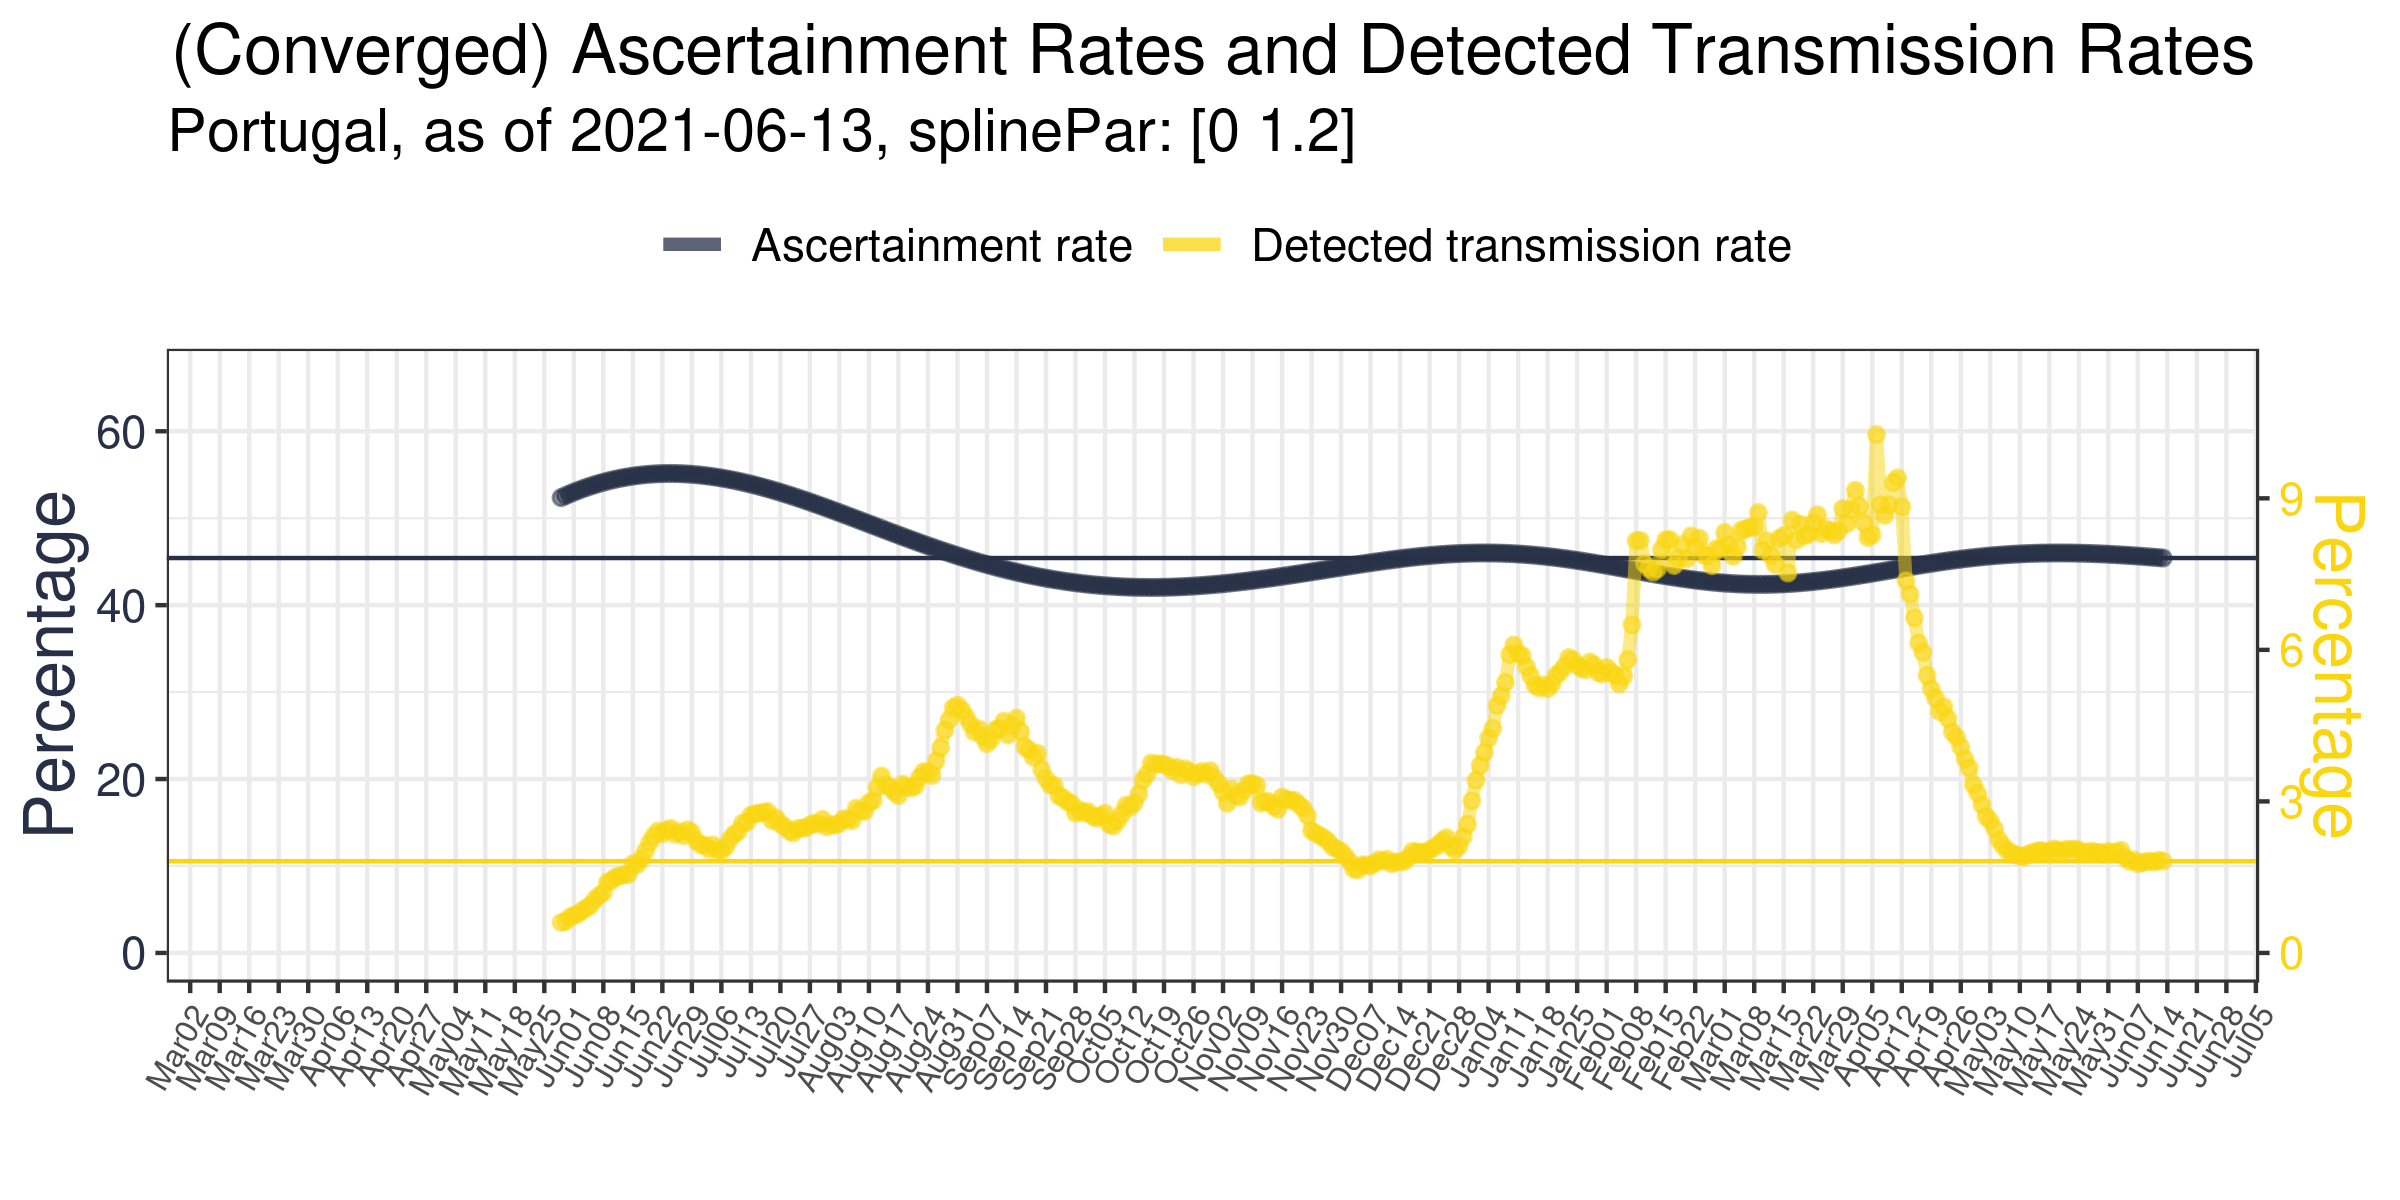 (Converged) Ascertainment Rates and Detected Transmission Rates
Portugal, as of 2021-06-13, splinePar: [0 1.2]
Ascertainment rate
Detected transmission rate
Percentage
60
40
20
0
9
6
3
0
Percentage
Mar02
Mar09
Mar16
Mar23
Mar30
Apr06
Apr13
Apr20
Apr27
May04
May11
May18
May25
Jun01
Jun08
Jun15
Jun22
Jun29
Jul06
Jul13
Jul20
Jul27
Aug03
Aug10
Aug17
Aug24
Aug31
Sep07
Sep14
Sep21
Sep28
Oct05
Oct12
Oct19
Oct26
Nov02
Nov09
Nov16
Nov23
Nov30
Dec07
Dec14
Dec21
Dec28
Jan04
Jan11
Jan18
Jan25
Feb01
Feb08
Feb15
Feb22
Mar01
Mar08
Mar15
Mar22
Mar29
Apr05
Apr12
Apr19
Apr26
May03
May10
May17
May24
May31
Jun07
Jun14
Jun21
Jun28
Jul05